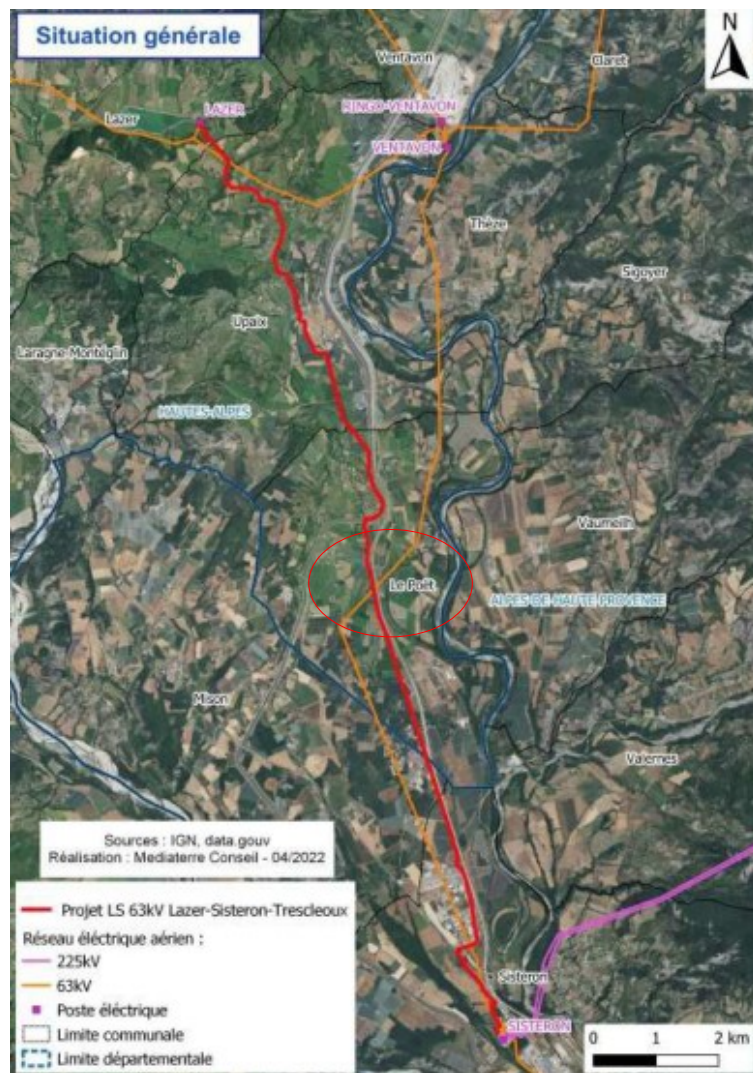 Situation générale
N
Ventavon
Claret
Lazer
LAZER
RINGO-VENTAVON
VENTAVON
Thèze
Sigoyer
Upaix
Laragne-Montéglin
HAUTES-ALPES
Vaumeilh
Le Poët
ALPES-DE-HAUTE-PROVENCE
Mison
Valernes
Sources : IGN, data.gouv
Réalisation : Mediaterre Conseil - 04/2022
Projet LS 63kV Lazer-Sisteron-Trescleoux
Réseau électrique aérien :
225kV
63kV
Poste électrique
Limite communale
Limite départementale
Sisteron
SISTERON
0 1 2 km